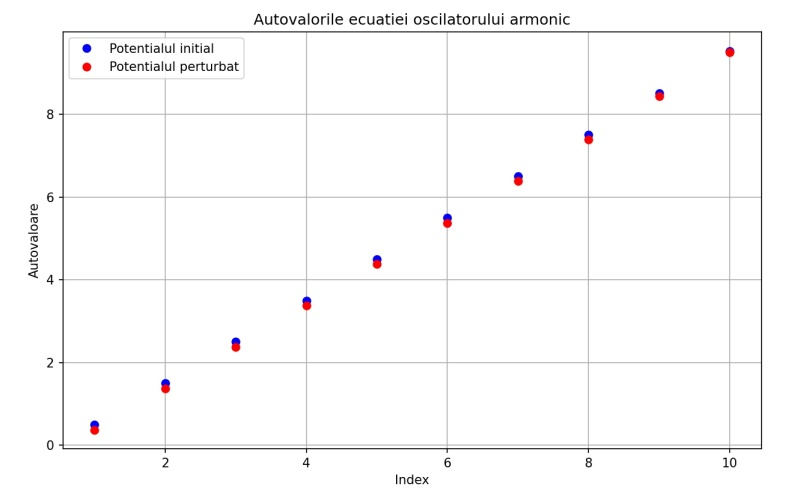 Autovalorile ecuatiei oscilatorului armonic
Potentialul initial
Potentialul perturbat
Autovaloare
8
6
4
2
0
2 4 6 8 10
Index